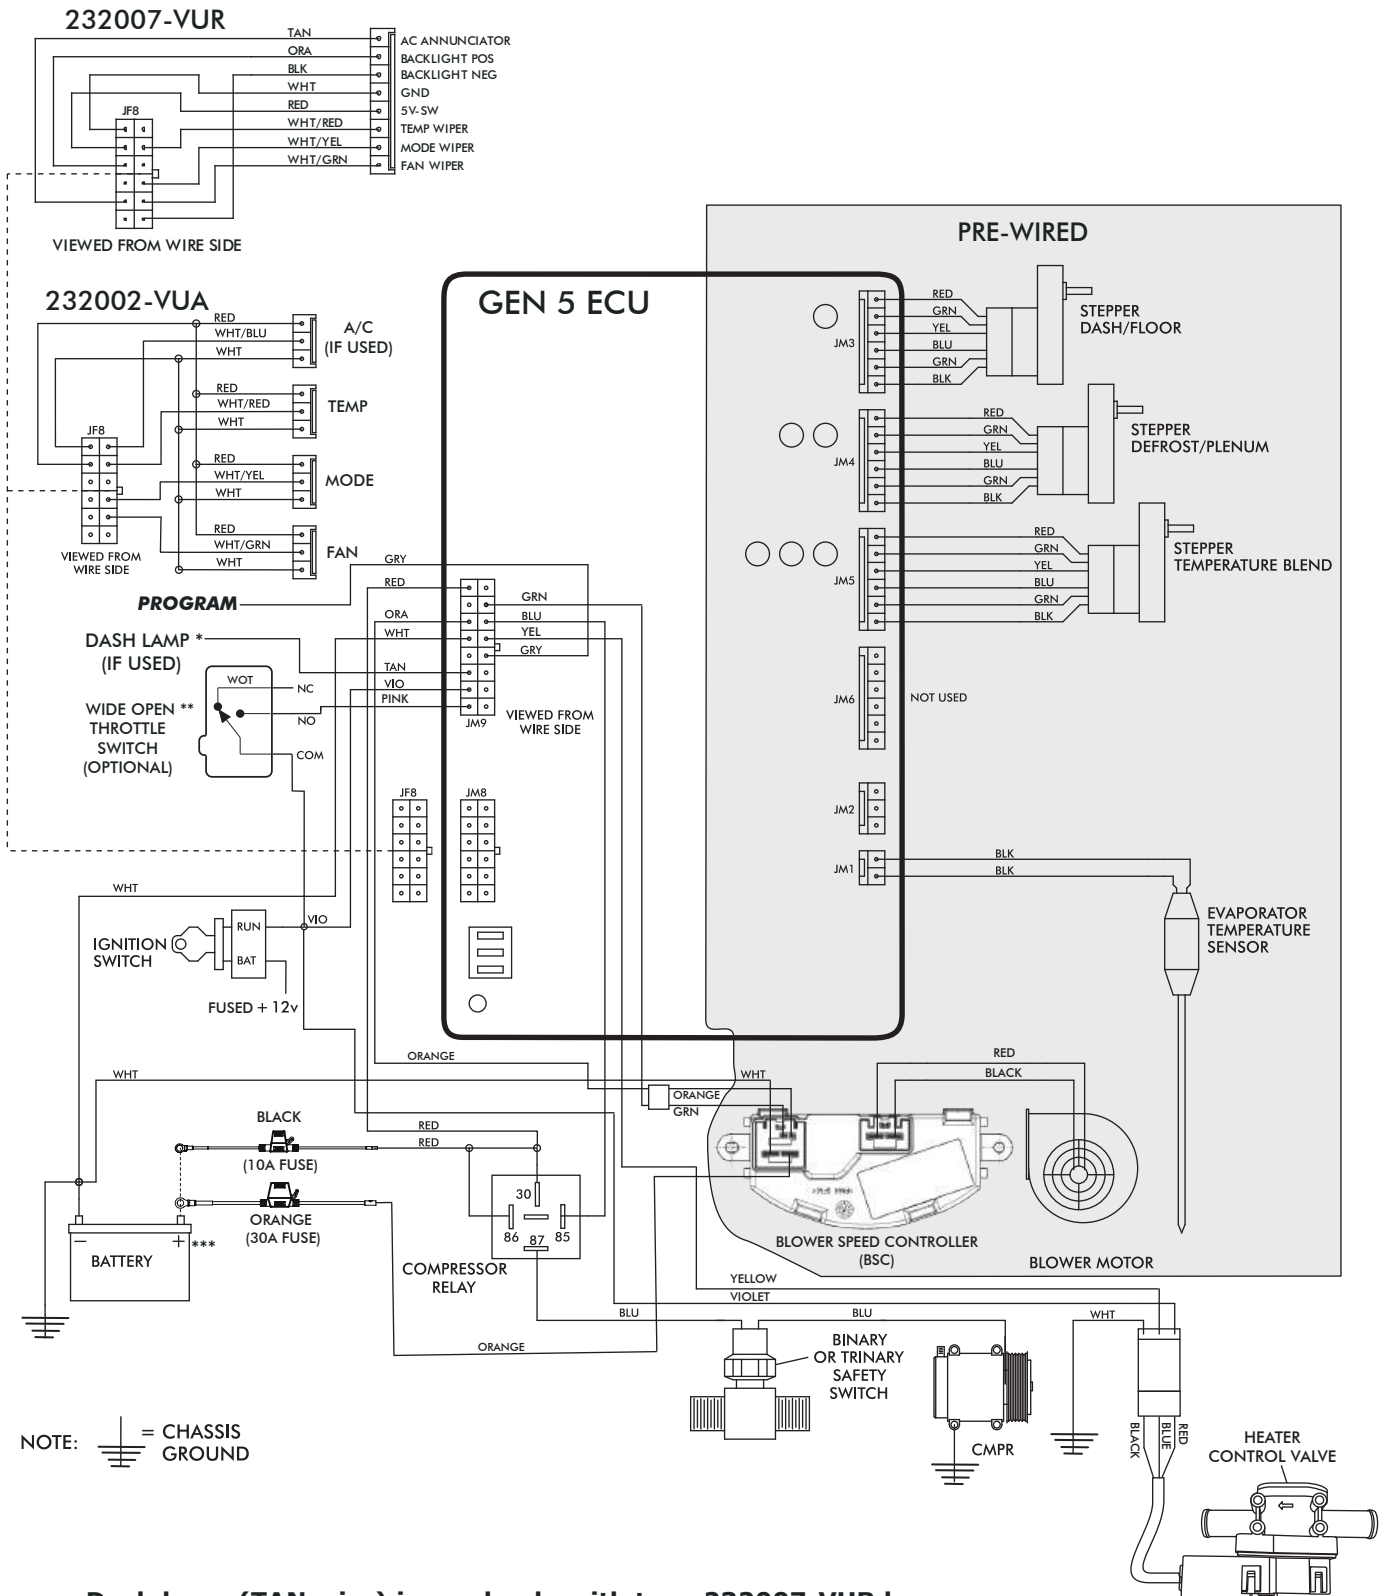 232007-VUR
TAN
ORA
BLK
WHT
RED
WHT/RED
WHT/YEL
WHT/GRN
AC ANNUNCIATOR
BACKLIGHT POS
BACKLIGHT NEG
GND
5V-SW
TEMP WIPER
MODE WIPER
FAN WIPER
JF8
VIEWED FROM WIRE SIDE
232002-VUA
RED
WHT/BLU
WHT
A/C
(IF USED)
RED
WHT/RED
WHT
TEMP
RED
WHT/YEL
WHT
MODE
RED
WHT/GRN
WHT
FAN
JF8
VIEWED FROM
WIRE SIDE
PROGRAM
DASH LAMP *
(IF USED)
WIDE OPEN **
THROTTLE
SWITCH
(OPTIONAL)
WOT
NC
NO
COM
GEN 5 ECU
GRY
RED
ORA
WHT
TAN
VIO
PINK
GRN
BLU
YEL
GRY
JM9
VIEWED FROM
WIRE SIDE
JF8
JM8
PRE-WIRED
JM3
RED
GRN
YEL
BLU
GRN
BLK
STEPPER
DASH/FLOOR
JM4
RED
GRN
YEL
BLU
GRN
BLK
STEPPER
DEFROST/PLENUM
JM5
RED
GRN
YEL
BLU
GRN
BLK
STEPPER
TEMPERATURE BLEND
JM6
NOT USED
JM2
JM1
BLK
BLK
EVAPORATOR
TEMPERATURE
SENSOR
WHT
IGNITION
SWITCH
RUN
BAT
VIO
FUSED + 12v
ORANGE
WHT
WHT
ORANGE
GRN
RED
BLACK
BLACK
(10A FUSE)
RED
RED
ORANGE
(30A FUSE)
BATTERY
− + ***
30
86
87
85
COMPRESSOR
RELAY
BLOWER SPEED CONTROLLER
(BSC)
BLOWER MOTOR
YELLOW
VIOLET
BLU
BLU
ORANGE
WHT
BINARY
OR TRINARY
SAFETY
SWITCH
CMPR
BLACK
BLUE
RED
HEATER
CONTROL VALVE
NOTE:
= CHASSIS
GROUND